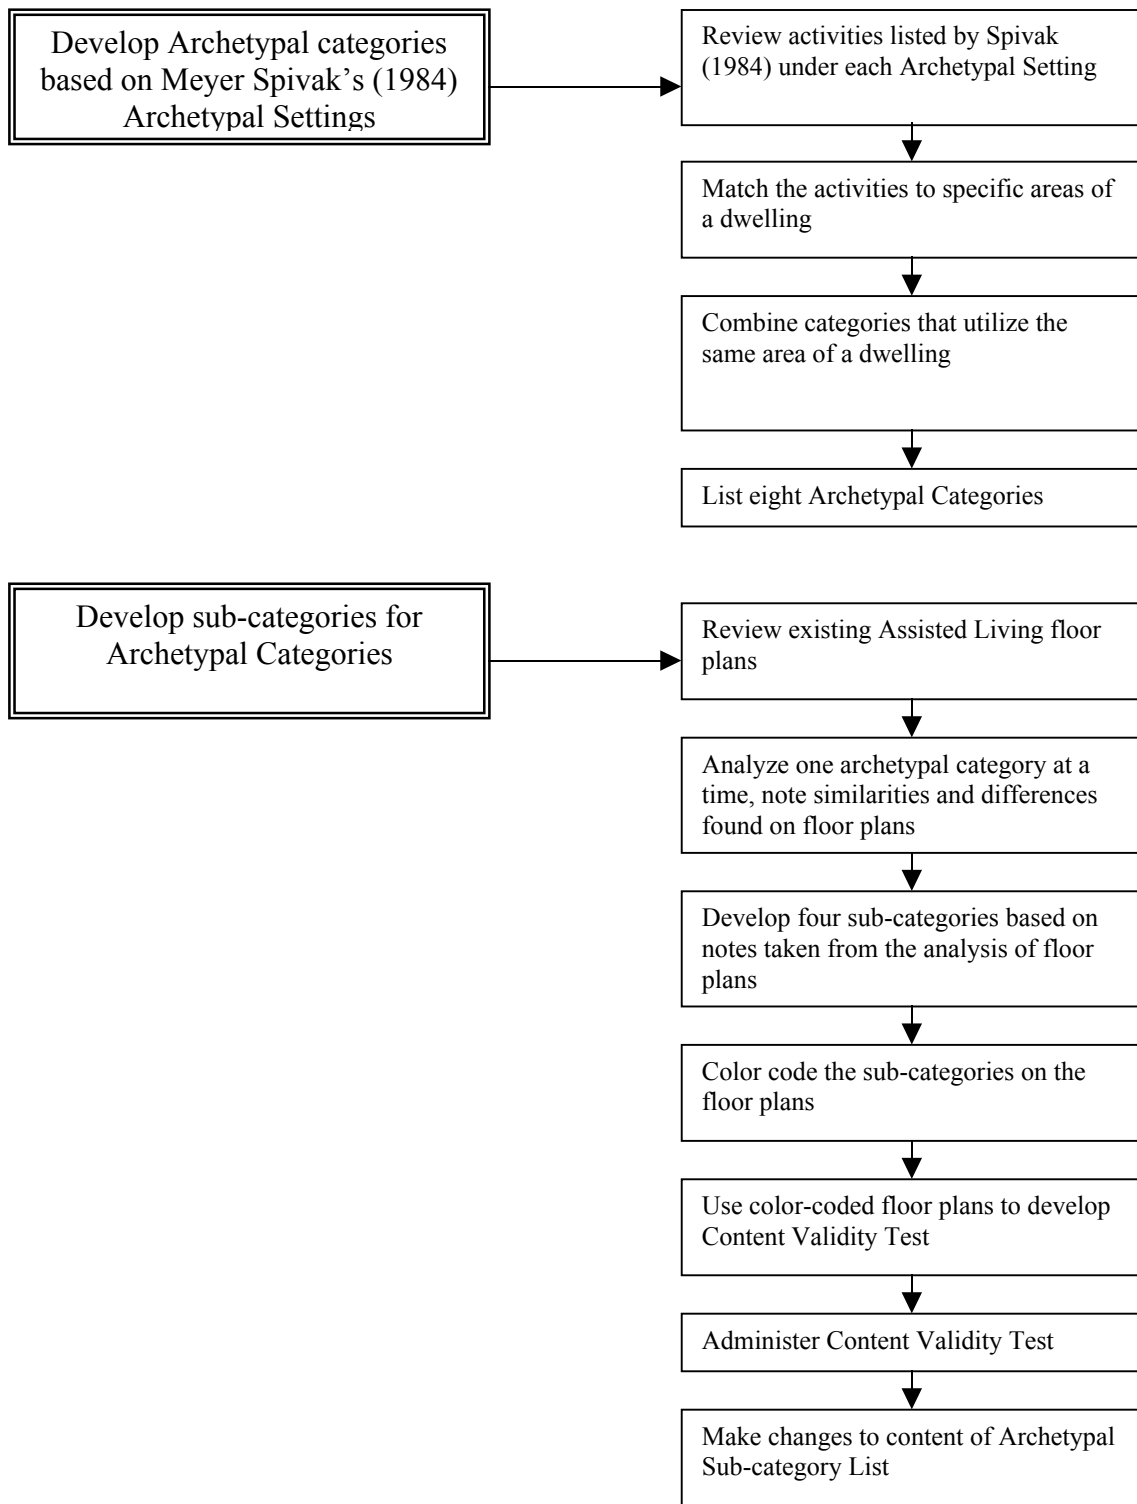 Develop Archetypal categories
based on Meyer Spivak’s (1984)
Archetypal Settings
Review activities listed by Spivak
(1984) under each Archetypal Setting
Match the activities to specific areas of
a dwelling
Combine categories that utilize the
same area of a dwelling
List eight Archetypal Categories
Develop sub-categories for
Archetypal Categories
Review existing Assisted Living floor
plans
Analyze one archetypal category at a
time, note similarities and differences
found on floor plans
Develop four sub-categories based on
notes taken from the analysis of floor
plans
Color code the sub-categories on the
floor plans
Use color-coded floor plans to develop
Content Validity Test
Administer Content Validity Test
Make changes to content of Archetypal
Sub-category List